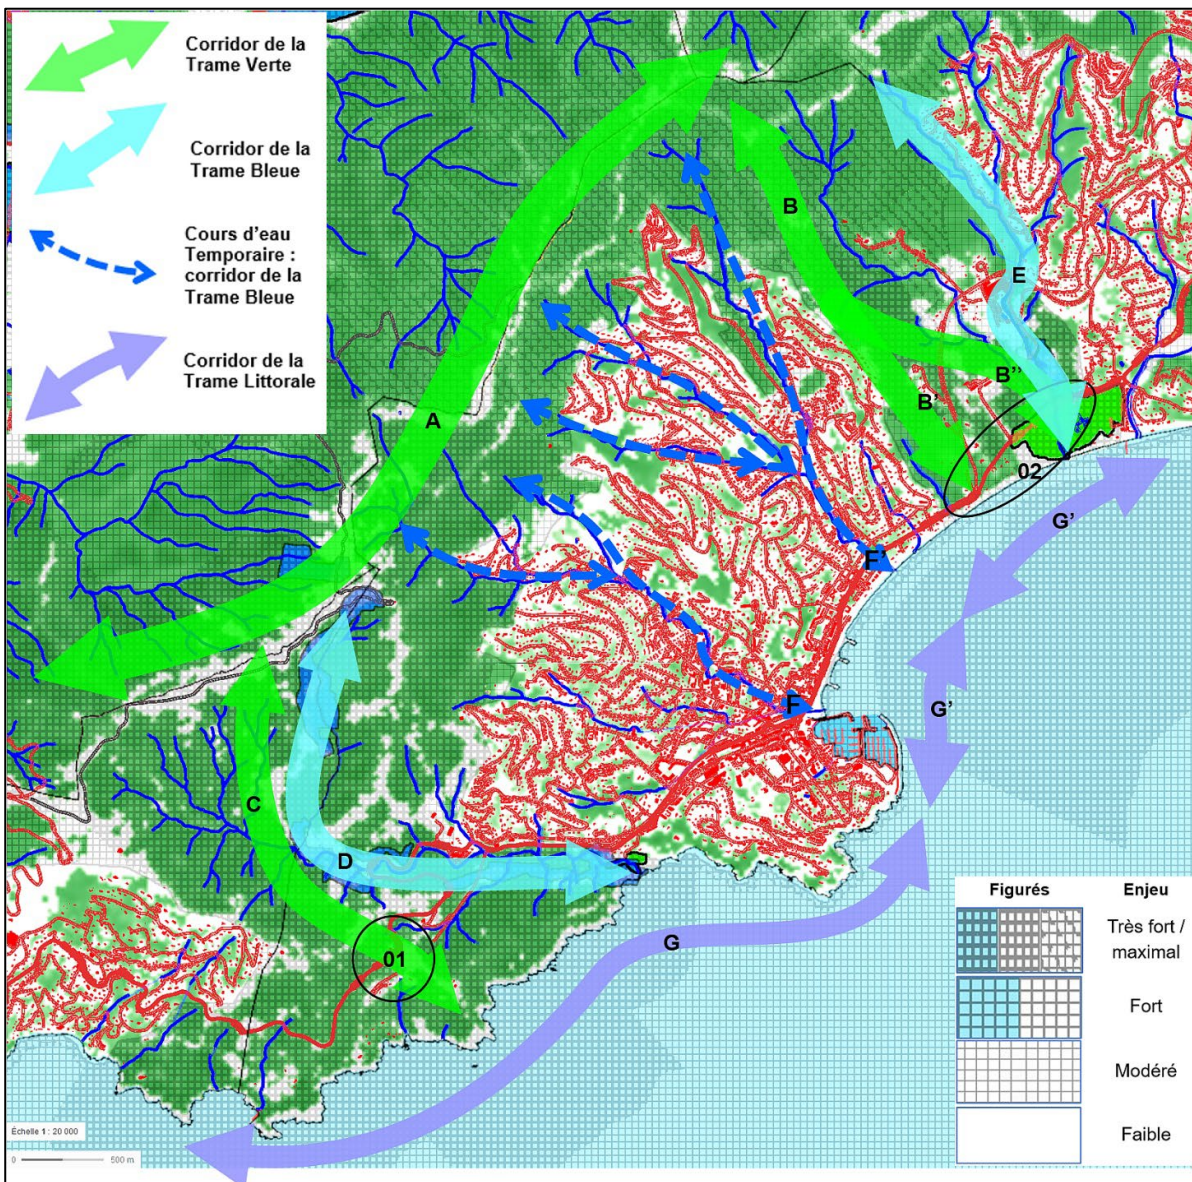 Corridor de la
Trame Verte
Corridor de la
Trame Bleue
Cours d'eau
Temporaire :
corridor de la
Trame Bleue
Corridor de la
Trame Littorale
A
B
E
B''
B'
02
G'
F'
G'
F
C
D
G
01
Figurés Enjeu
Très fort /
maximal
Fort
Modéré
Faible
Échelle 1 : 20 000
0 500 m